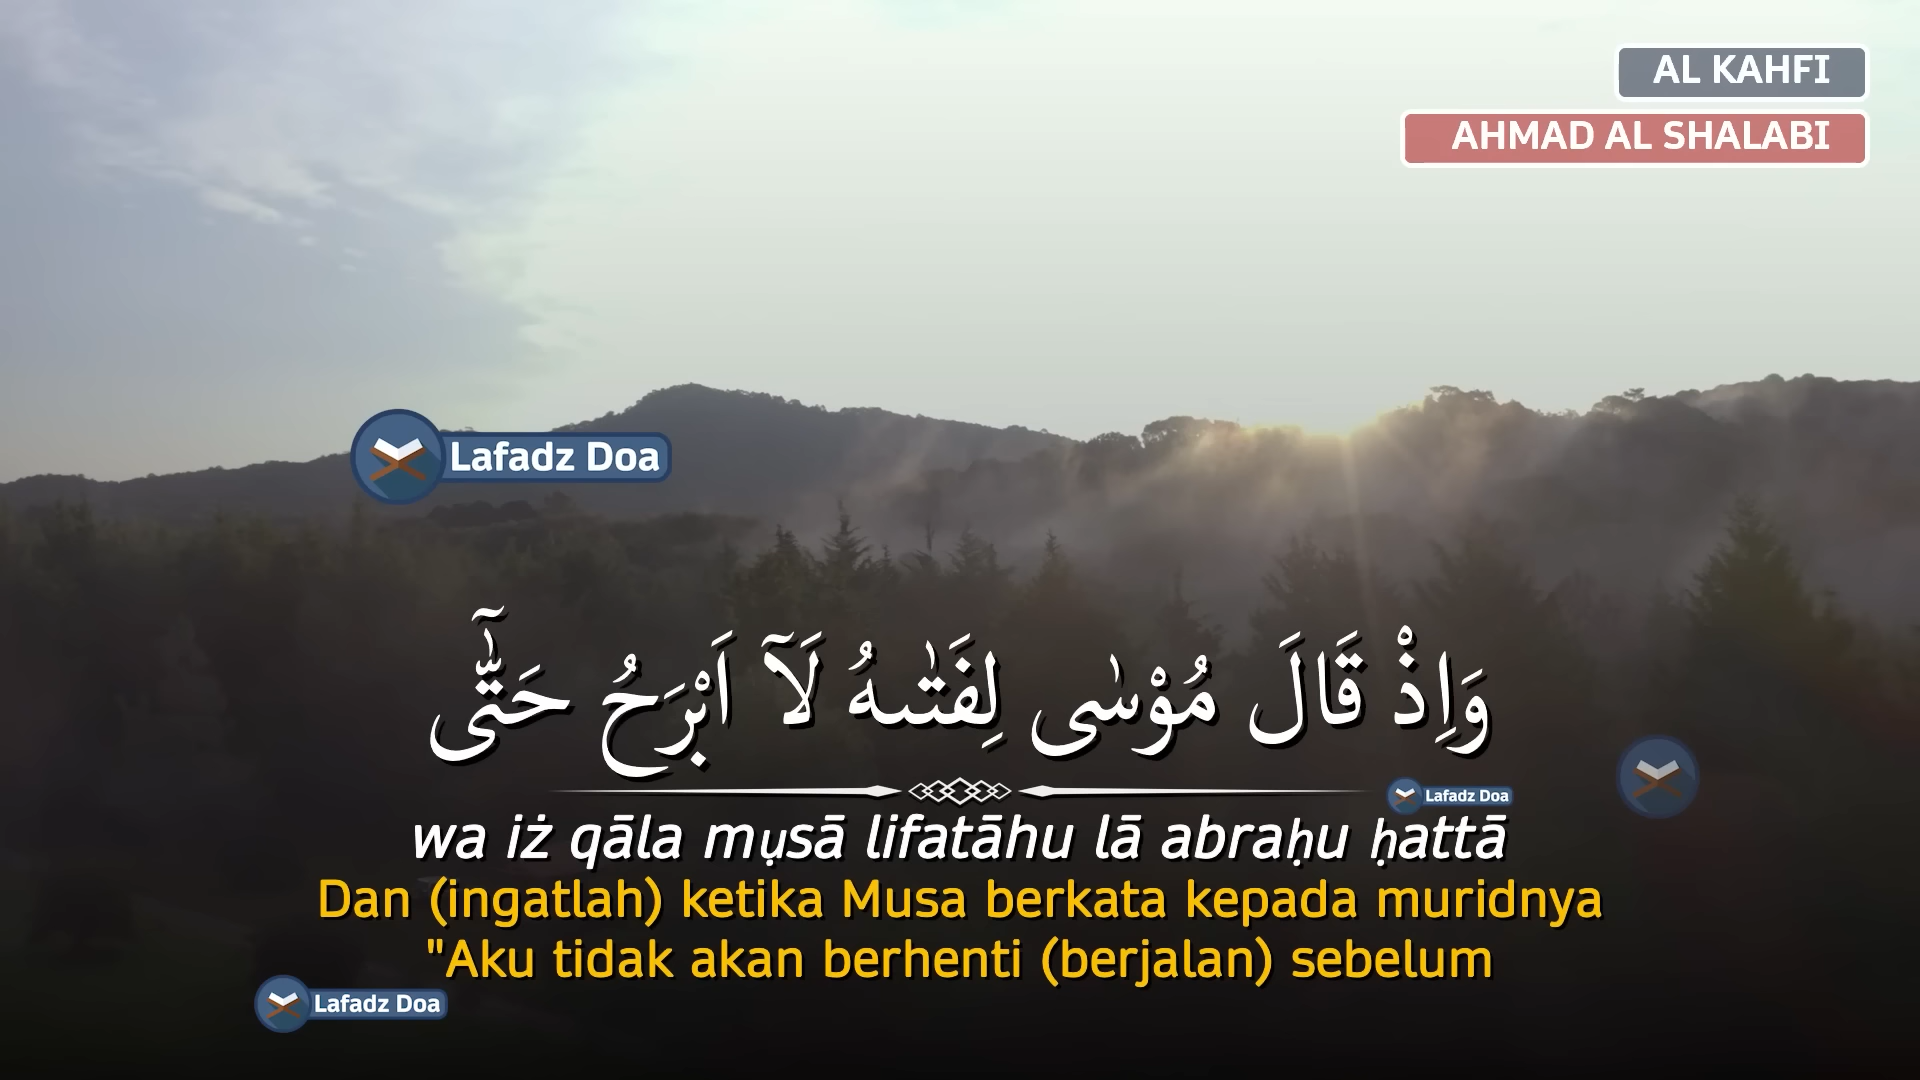 AL KAHFI
AHMAD AL SHALABI
Lafadz Doa
وَاِذْ قَالَ مُوْسٰى لِفَتٰىهُ لَآ اَبْرَحُ حَتّٰٓى
Lafadz Doa
wa iż qāla mụsā lifatāhu lā abraḥu ḥattā
Dan (ingatlah) ketika Musa berkata kepada muridnya
"Aku tidak akan berhenti (berjalan) sebelum
Lafadz Doa